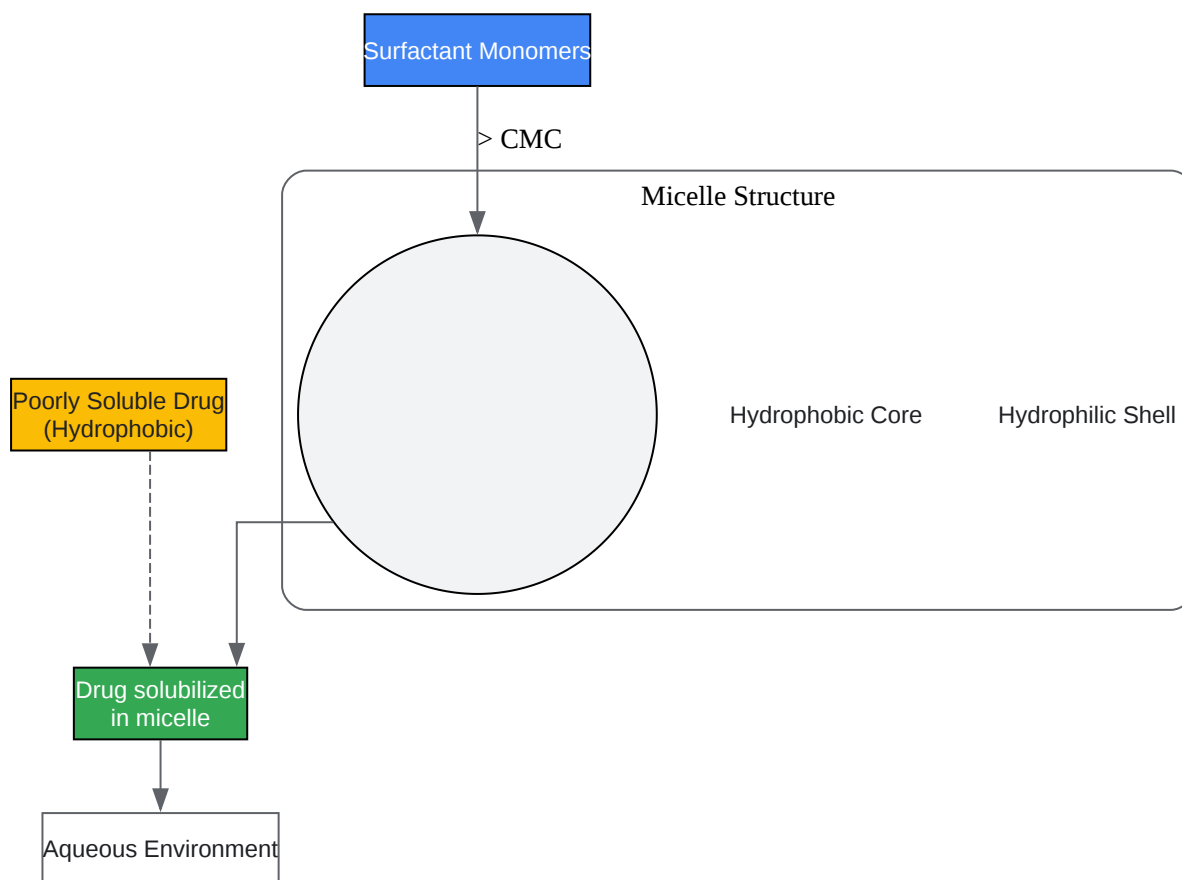 Surfactant Monomers
> CMC
Micelle Structure
Poorly Soluble Drug
(Hydrophobic)
Hydrophobic Core
Hydrophilic Shell
Drug solubilized
in micelle
Aqueous Environment